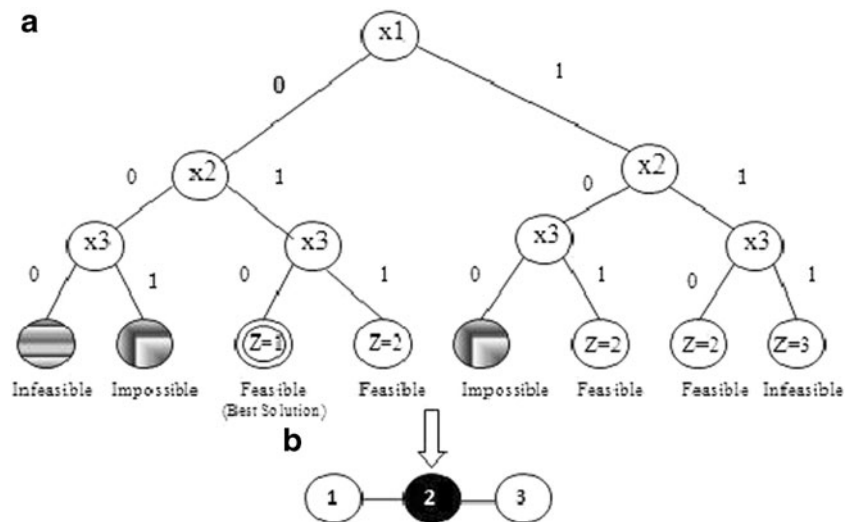 a
x1
0
1
x2
x2
0
1
0
1
x3
x3
x3
x3
0
1
0
1
0
1
0
1
Z=1
Z=2
Z=2
Z=2
Z=3
Infeasible
Impossible
Feasible
(Best Solution)
Feasible
Impossible
Feasible
Feasible
Infeasible
b
1
2
3